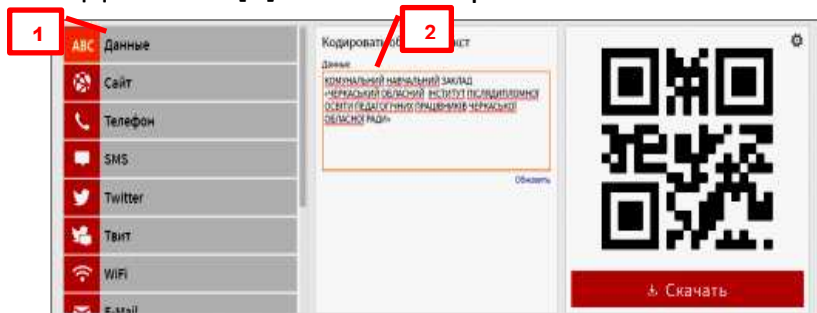 1
2
ABC Данные
Сайт
Телефон
SMS
Twitter
Твит
WiFi
E-Mail
Кодировать
Данные
КОМУНАЛЬНИЙ НАВЧАЛЬНИЙ ЗАКЛАД
«ЧЕРКАСЬКИЙ ОБЛАСНИЙ ІНСТИТУТ ПІСЛЯДИПЛОМНОЇ
ОСВІТИ ПЕДАГОГІЧНИХ ПРАЦІВНИКІВ ЧЕРКАСЬКОЇ
ОБЛАСНОЇ РАДИ»
Обновить
Скачать